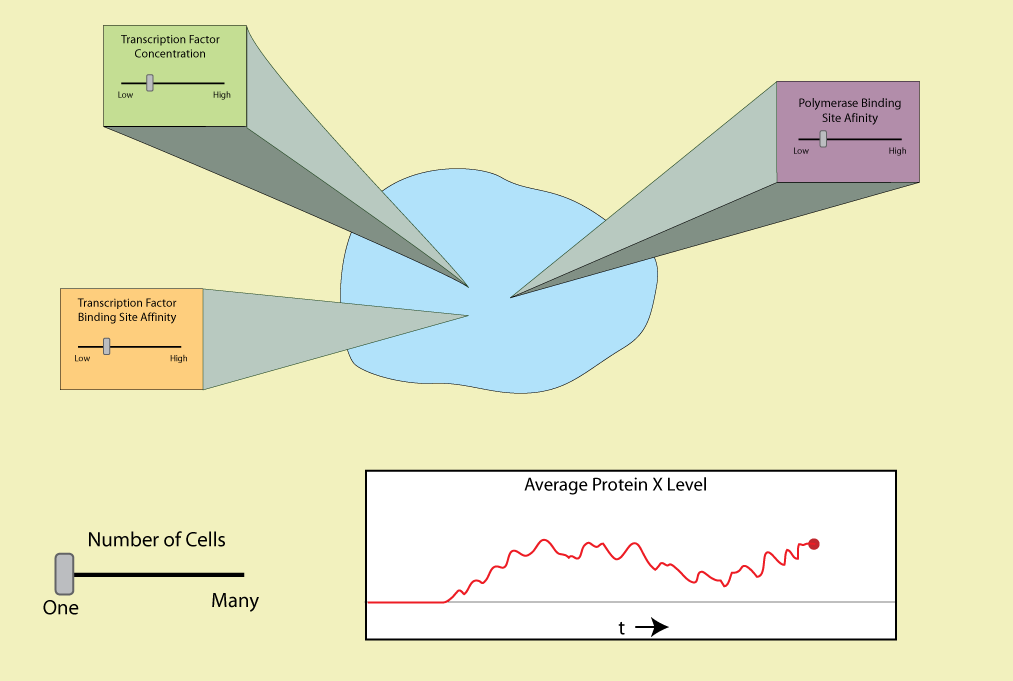 Transcription Factor
Concentration
Low
High
Polymerase Binding
Site Afinity
Low
High
Transcription Factor
Binding Site Affinity
Low
High
Number of Cells
One
Many
Average Protein X Level
t